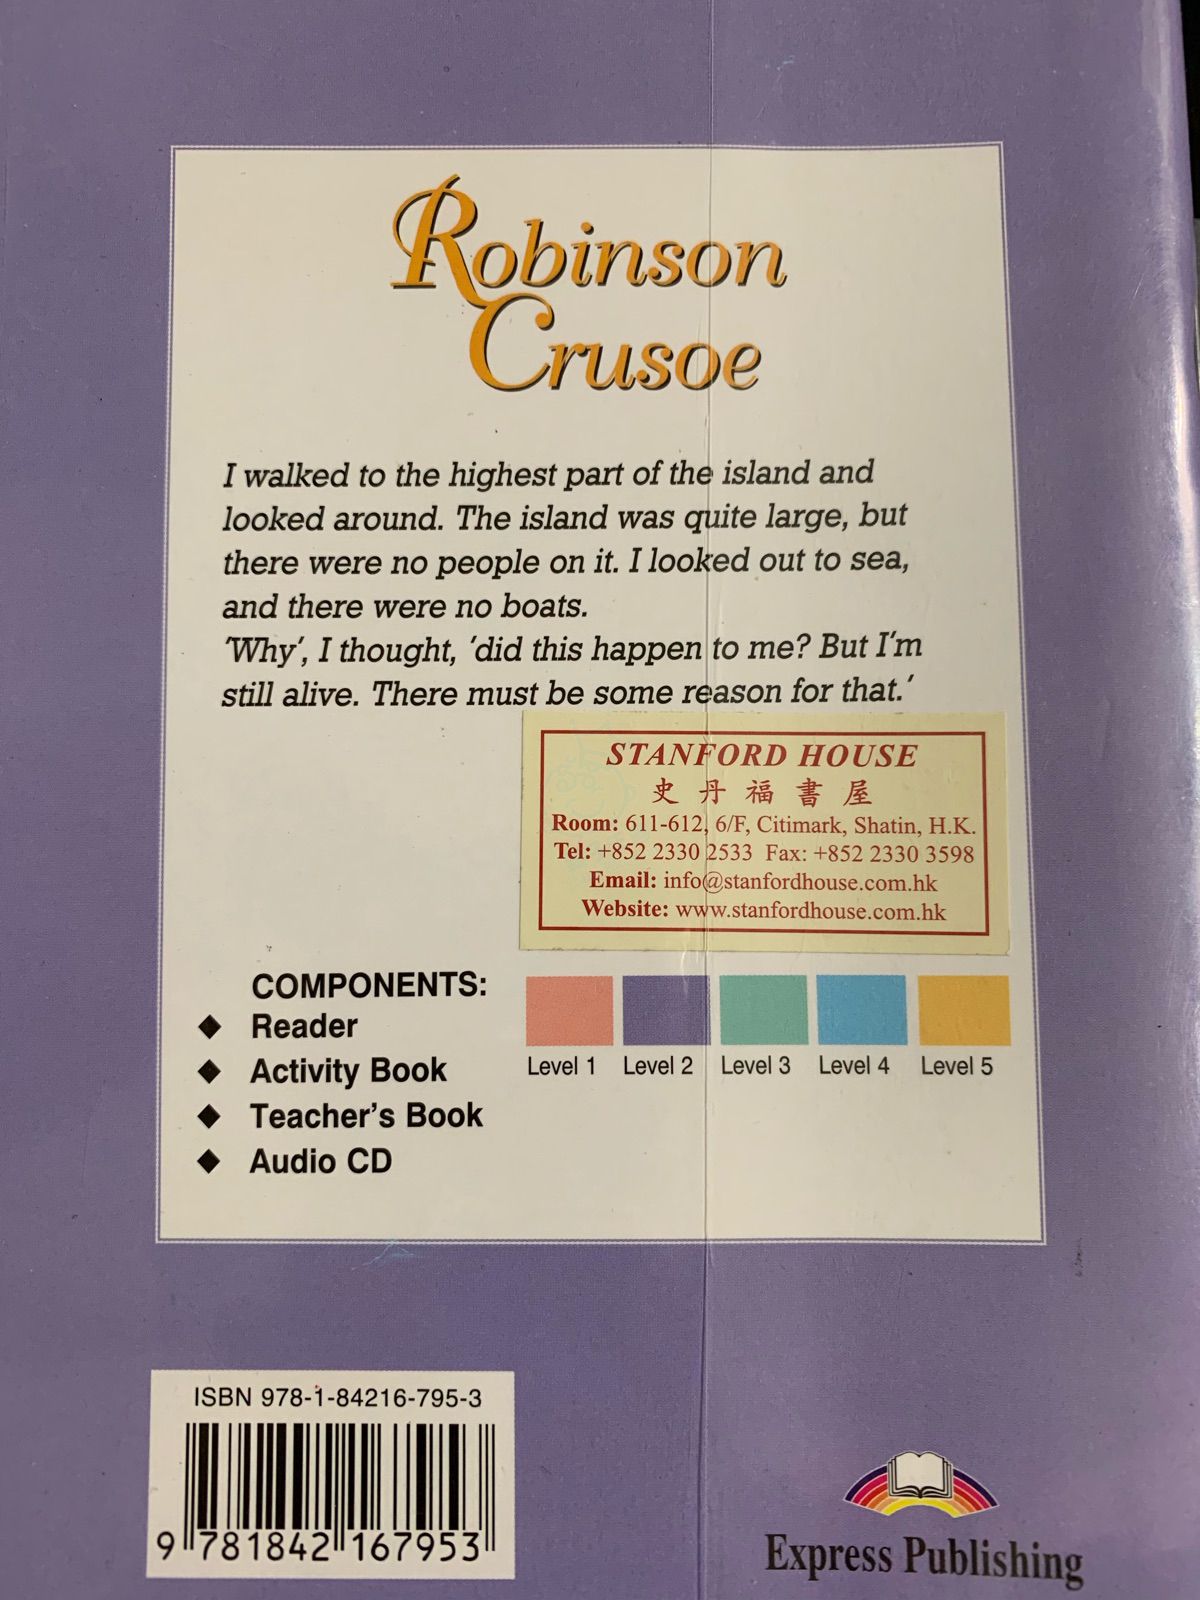 Robinson
Crusoe
I walked to the highest part of the island and
looked around. The island was quite large, but
there were no people on it. I looked out to sea,
and there were no boats.
'Why', I thought, 'did this happen to me? But I'm
still alive. There must be some reason for that.'
STANFORD HOUSE
史丹福書屋
Room: 611-612, 6/F, Citimark, Shatin, H.K.
Tel: +852 2330 2533 Fax: +852 2330 3598
Email: info@stanfordhouse.com.hk
Website: www.stanfordhouse.com.hk
COMPONENTS:
◆ Reader
◆ Activity Book
◆ Teacher's Book
◆ Audio CD
Level 1 Level 2 Level 3 Level 4 Level 5
ISBN 978-1-84216-795-3
9 781842 167953
Express Publishing